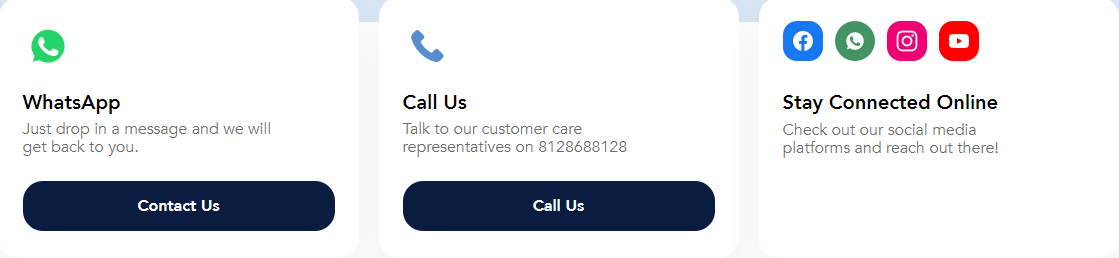 WhatsApp
Just drop in a message and we will
get back to you.
Contact Us
Call Us
Talk to our customer care
representatives on 8128688128
Call Us
Stay Connected Online
Check out our social media
platforms and reach out there!